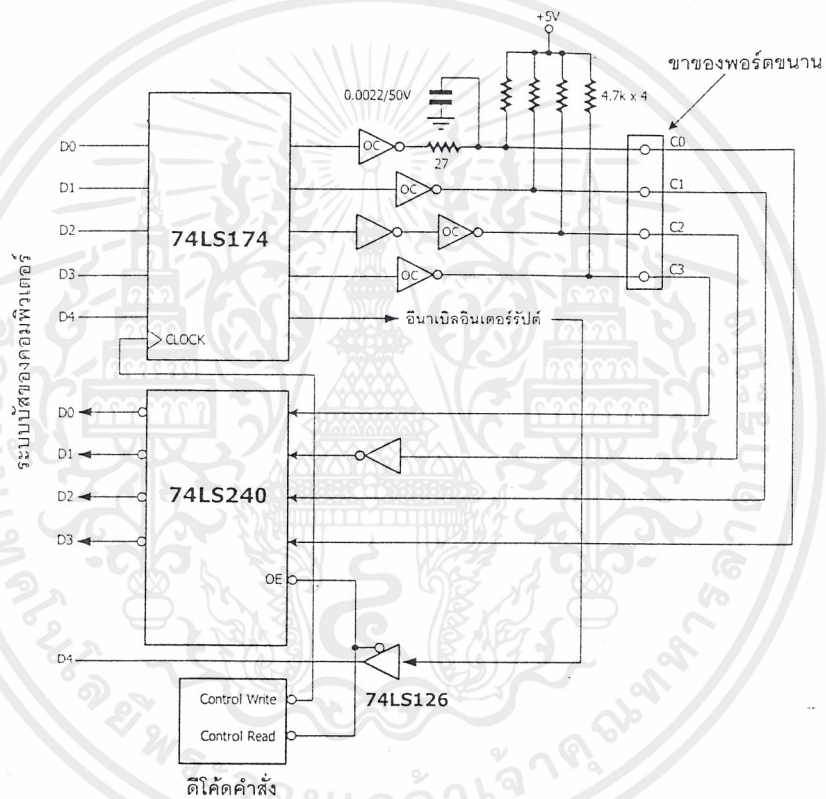 +5V
ขาของพอร์ตขนาน
0.0022/50V
4.7k x 4
D0
OC
27
C0
D1
OC
C1
D2
74LS174
OC
C2
D3
OC
C3
D4
อีนาเบิลอินเตอร์รัปต์
CLOCK
ระบบบัสของคอมพิวเตอร์
D0
D1
74LS240
D2
D3
OE
D4
74LS126
Control Write
Control Read
ดีโค้ดคำสั่ง